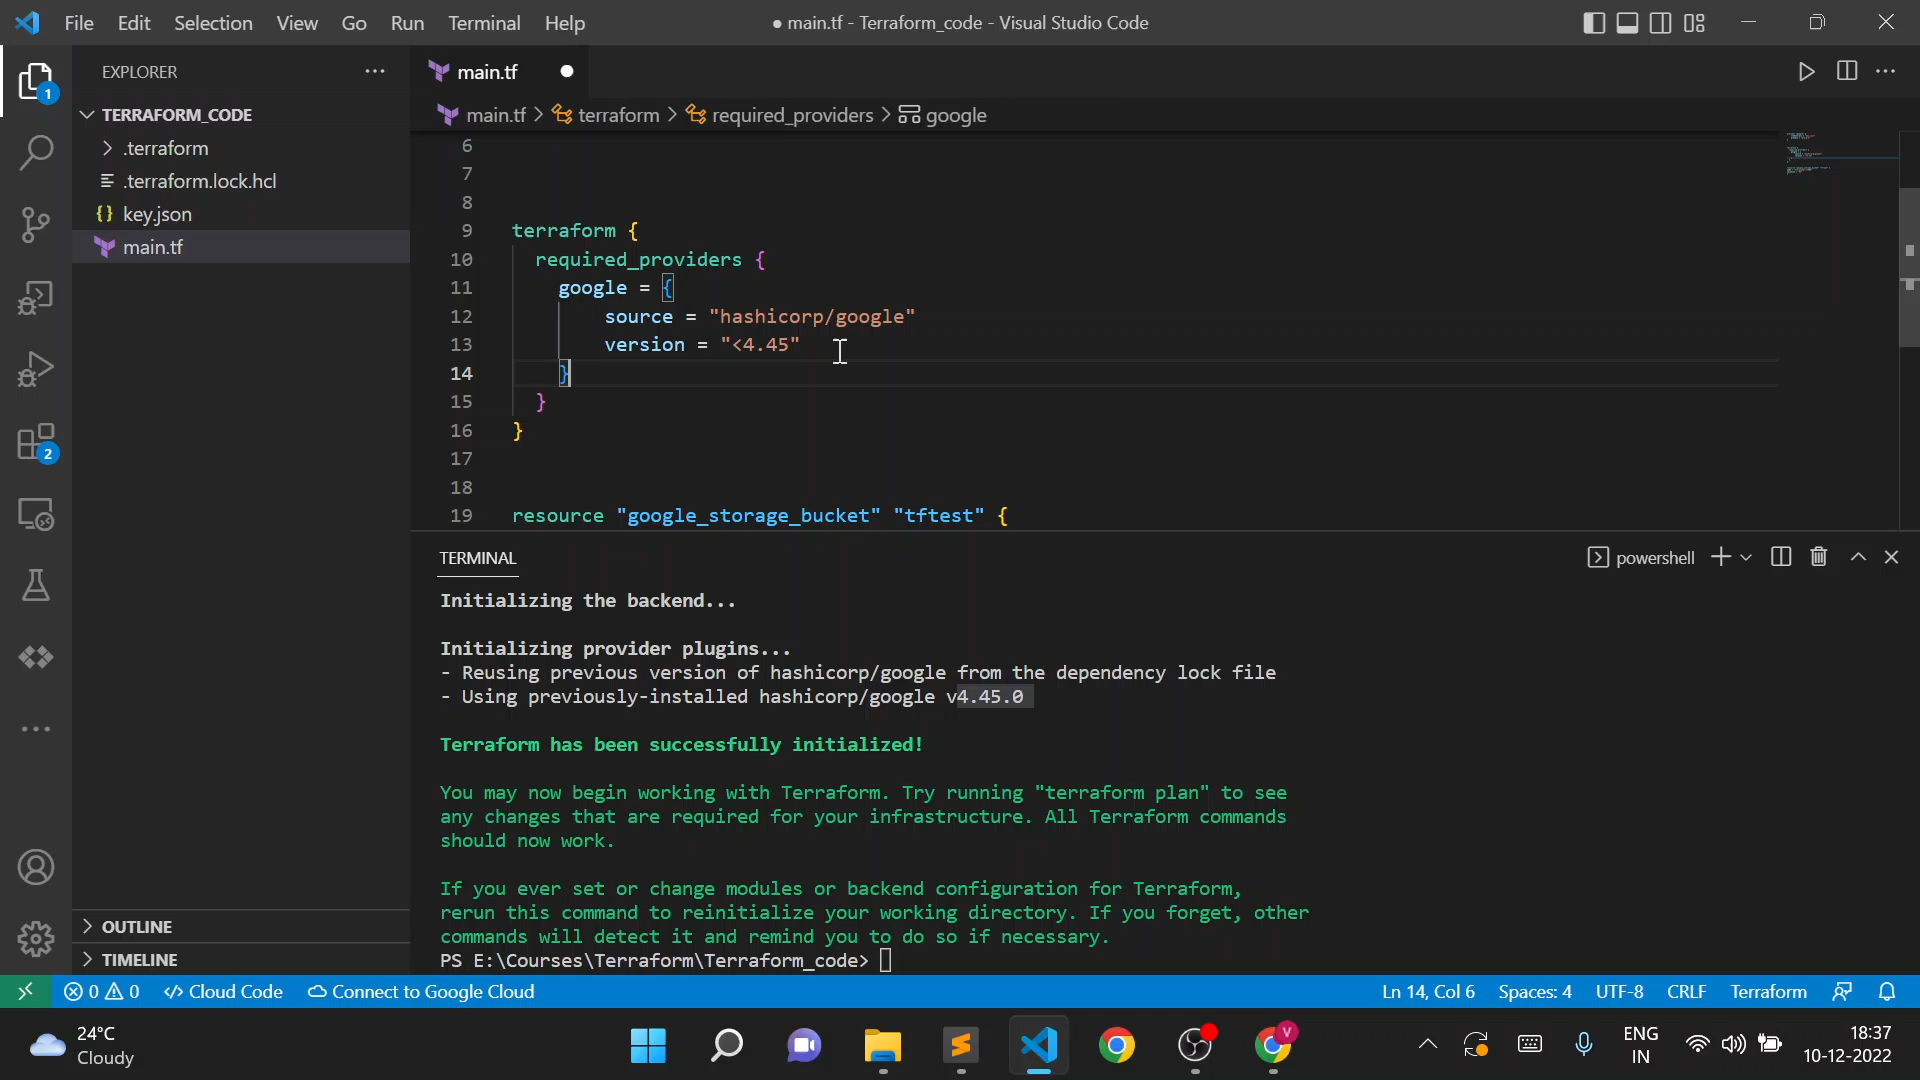 File Edit Selection View Go Run Terminal Help
● main.tf - Terraform_code - Visual Studio Code
EXPLORER
TERRAFORM_CODE
.terraform
.terraform.lock.hcl
{} key.json
main.tf
OUTLINE
TIMELINE
1
2
main.tf
main.tf > terraform > required_providers > google
6
7
8
9 terraform {
10 required_providers {
11 google = {
12 source = "hashicorp/google"
13 version = "<4.45"
14 }
15 }
16 }
17
18
19 resource "google_storage_bucket" "tftest" {
TERMINAL
powershell
Initializing the backend...
Initializing provider plugins...
- Reusing previous version of hashicorp/google from the dependency lock file
- Using previously-installed hashicorp/google v4.45.0
Terraform has been successfully initialized!
You may now begin working with Terraform. Try running "terraform plan" to see
any changes that are required for your infrastructure. All Terraform commands
should now work.
If you ever set or change modules or backend configuration for Terraform,
rerun this command to reinitialize your working directory. If you forget, other
commands will detect it and remind you to do so if necessary.
PS E:\Courses\Terraform\Terraform_code>
0 0 Cloud Code Connect to Google Cloud
Ln 14, Col 6 Spaces: 4 UTF-8 CRLF Terraform
24°C
Cloudy
V
ENG
IN
18:37
10-12-2022